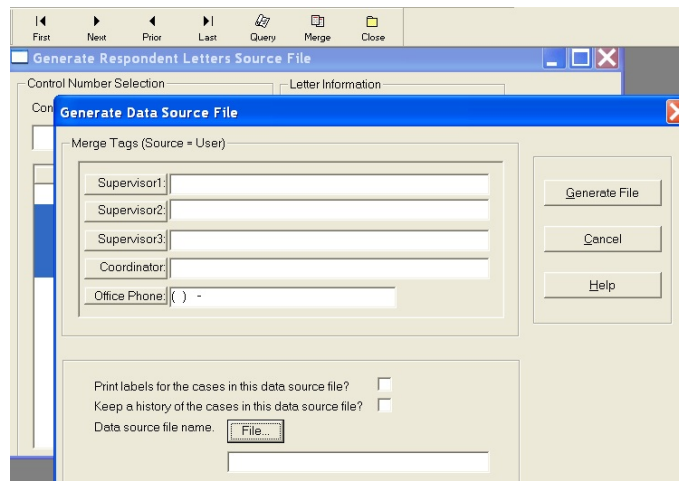 First Next Prior Last Query Merge Close
Generate Respondent Letters Source File
Control Number Selection Letter Information
Con
Generate Data Source File
Merge Tags (Source = User)
Supervisor1:
Supervisor2:
Supervisor3:
Coordinator:
Office Phone: ( ) -
Generate File
Cancel
Help
Print labels for the cases in this data source file?
Keep a history of the cases in this data source file?
Data source file name. File...